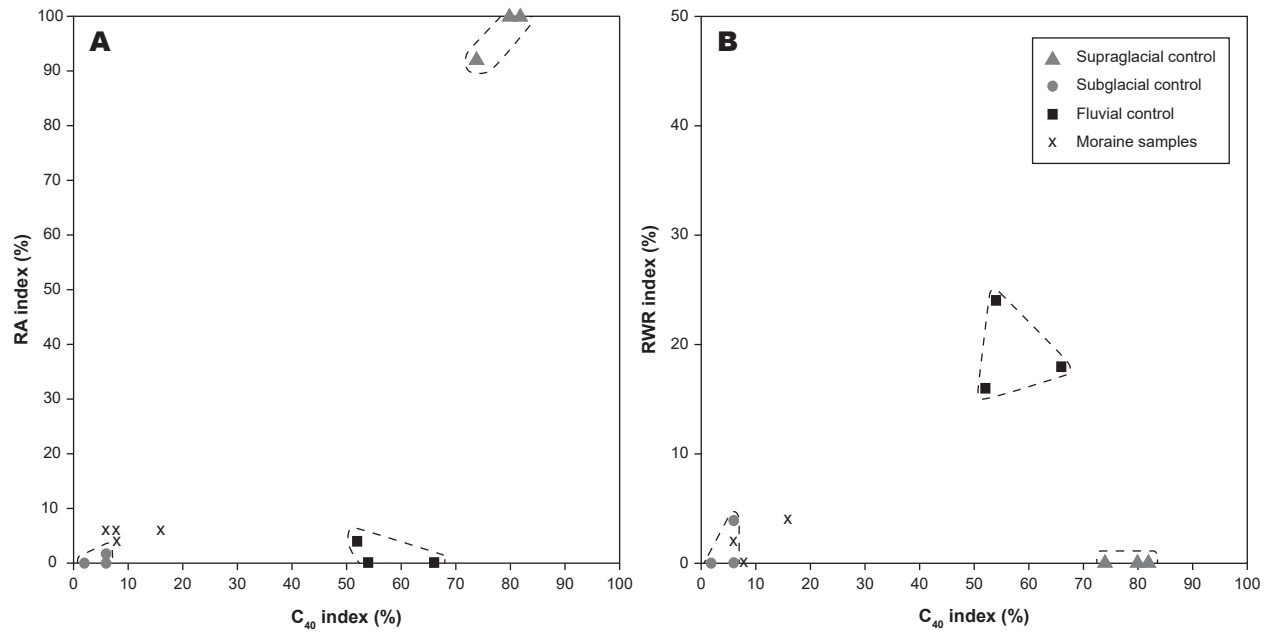 A
100
90
80
70
60
50
40
30
20
10
0
RA index (%)
0 10 20 30 40 50 60 70 80 90 100
C₄₀ index (%)
B
50
40
30
20
10
0
RWR index (%)
0 10 20 30 40 50 60 70 80 90 100
C₄₀ index (%)
Supraglacial control
Subglacial control
Fluvial control
x Moraine samples